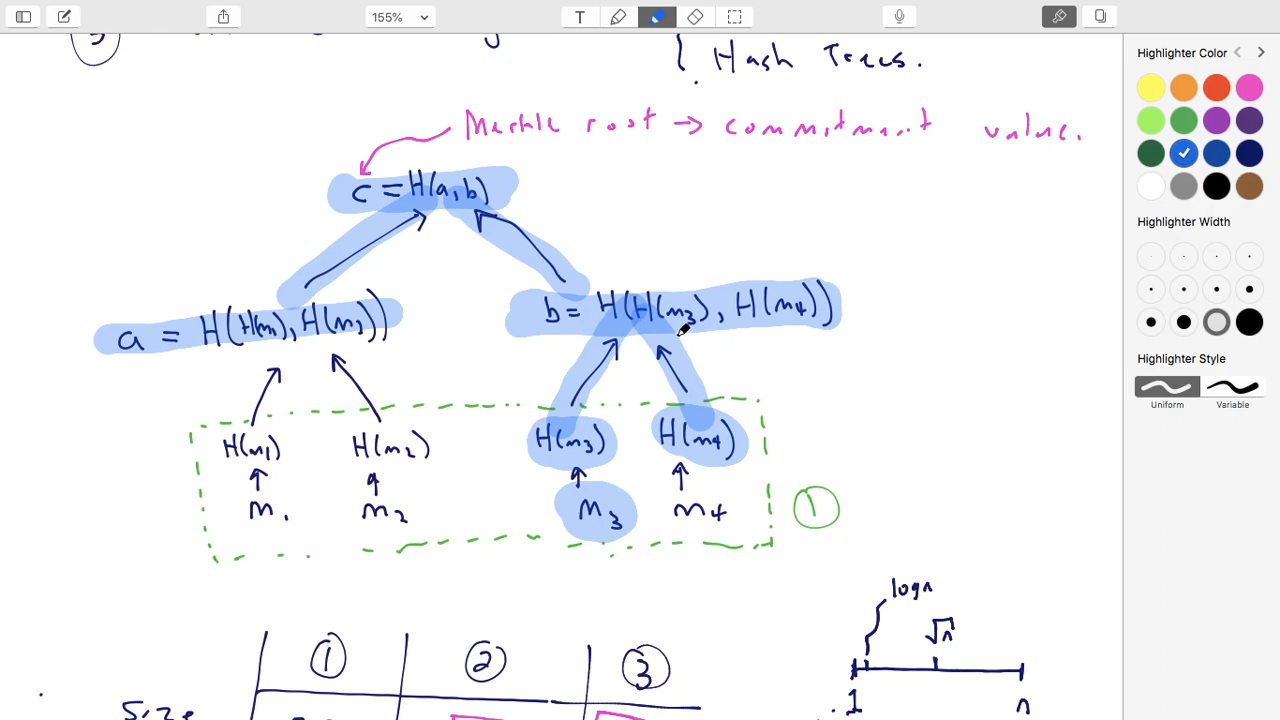 155%
T
Highlighter Color
3
Hash Trees.
Merkle root → commitment value.
c = H(a,b)
a = H(H(m1), H(m2))
b = H(H(m3), H(m4))
Highlighter Width
Highlighter Style
Uniform
Variable
H(m1) H(m2) H(m3) H(m4)
m1 m2 m3 m4
1
log n
√n
1 n
1 2 3
Size